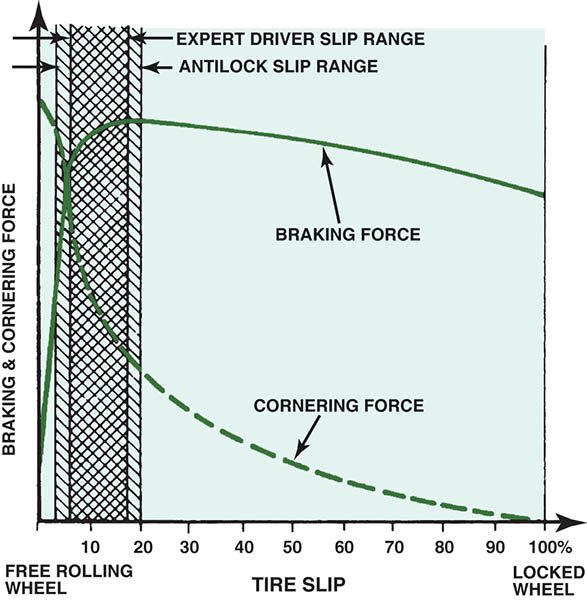 EXPERT DRIVER SLIP RANGE
ANTILOCK SLIP RANGE
BRAKING & CORNERING FORCE
BRAKING FORCE
CORNERING FORCE
10 20 30 40 50 60 70 80 90 100%
FREE ROLLING
WHEEL
TIRE SLIP
LOCKED
WHEEL